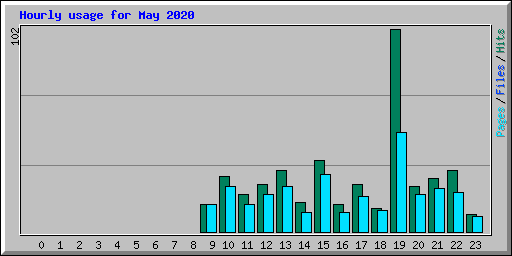 Hourly usage for May 2020
102
Pages/Files/Hits
0 1 2 3 4 5 6 7 8 9 10 11 12 13 14 15 16 17 18 19 20 21 22 23